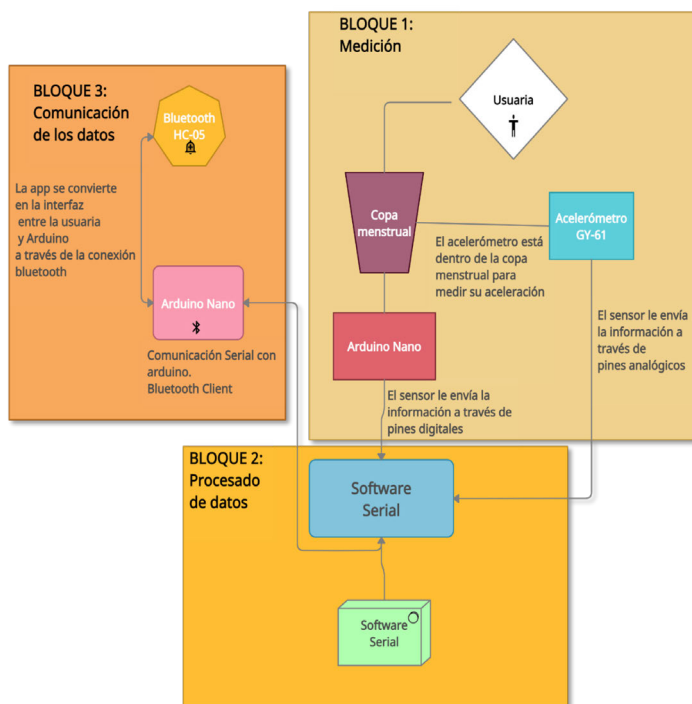 BLOQUE 1:
Medición
Usuaria
Copa
menstrual
Acelerómetro
GY-61
El acelerómetro está
dentro de la copa
menstrual para
medir su aceleración
Arduino Nano
El sensor le envía
la información a
través de
pines analógicos
El sensor le envía la
información a través de
pines digitales
BLOQUE 2:
Procesado
de datos
Software
Serial
Software
Serial
BLOQUE 3:
Comunicación
de los datos
Bluetooth
HC-05
La app se convierte
en la interfaz
entre la usuaria
y Arduino
a través de la conexión
bluetooth
Arduino Nano
Comunicación Serial con
arduino.
Bluetooth Client